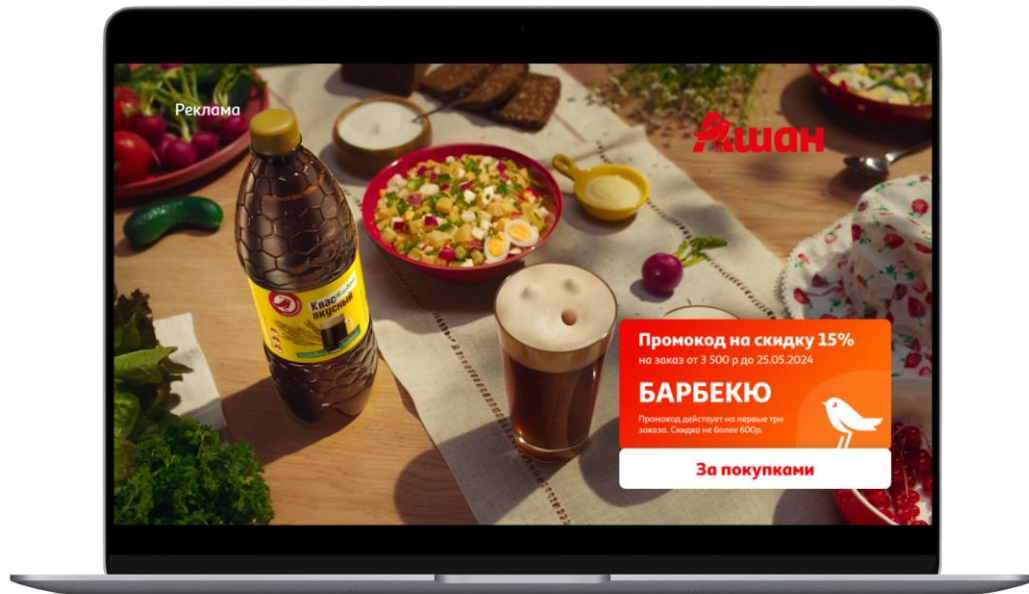 Реклама
Ашан
Квас
вкусный
Промокод на скидку 15%
на заказ от 3 500 р до 25.05.2024
БАРБЕКЮ
Промокод действует на первые три
заказа. Скидка не более 600р.
За покупками